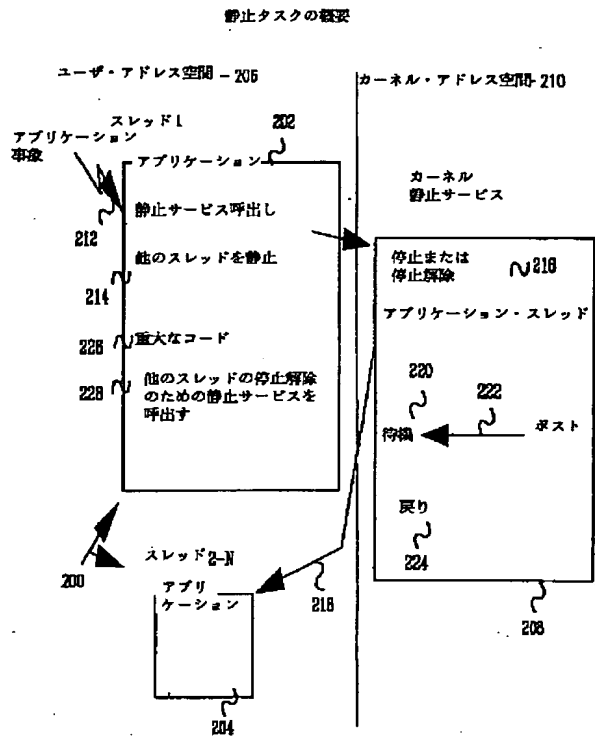 静止タスクの概要
ユーザ・アドレス空間 - 206
カーネル・アドレス空間-210
スレッド1
アプリケーション
事象
202
アプリケーション
カーネル
静止サービス
静止サービス呼出し
212
他のスレッドを静止
214
停止または
停止解除
216
アプリケーション・スレッド
226
重大なコード
228
他のスレッドの停止解除
のための静止サービスを
呼出す
220
222
待機
ポスト
戻り
224
200
スレッド2-N
アプリ
ケーション
218
208
204